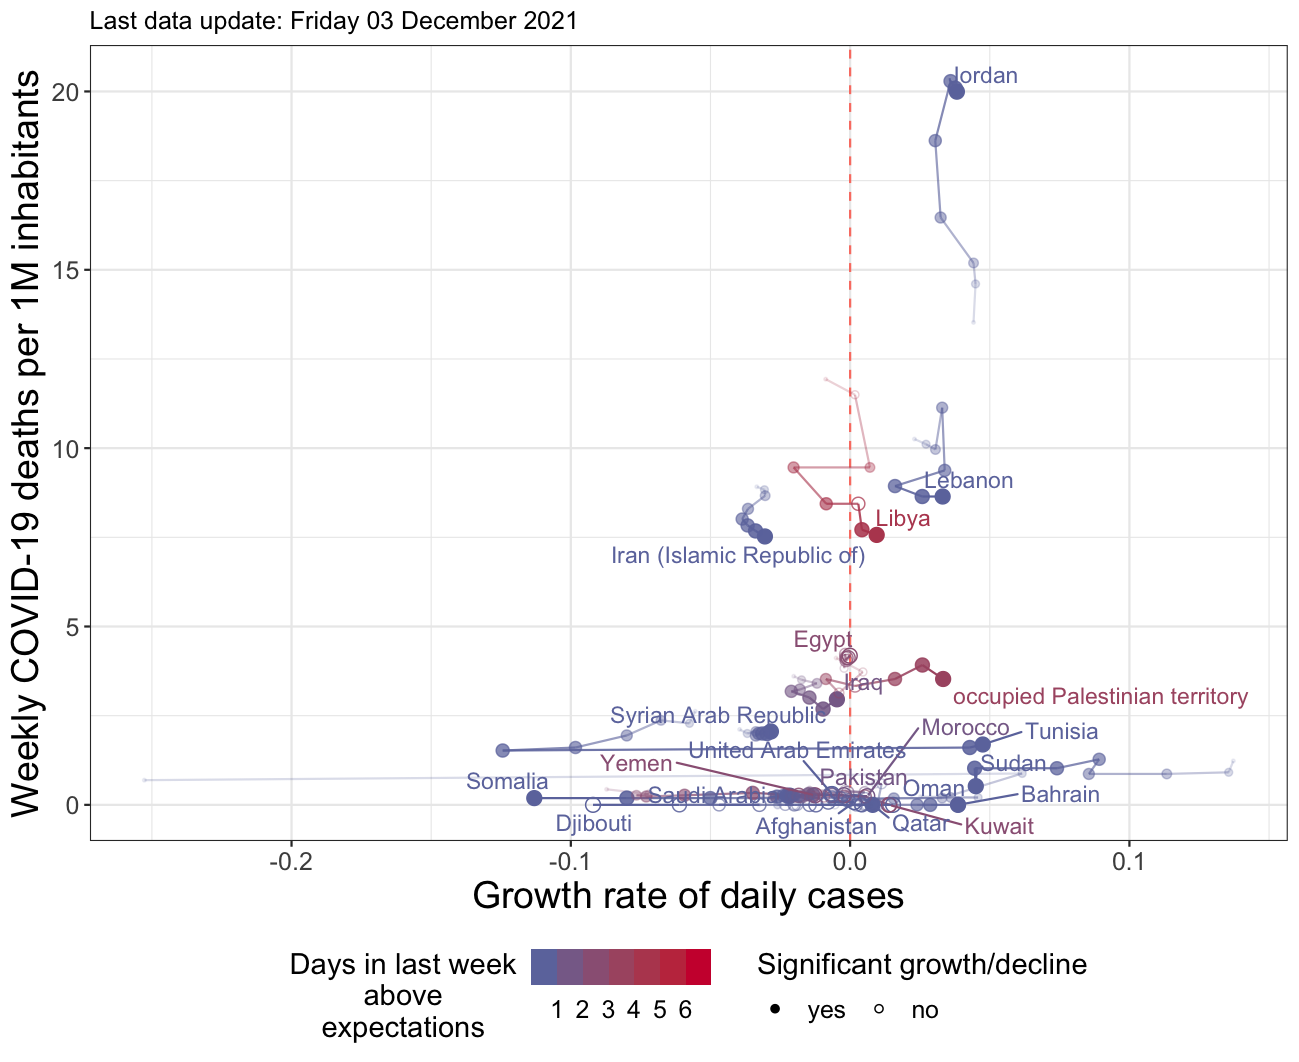 Last data update: Friday 03 December 2021
Weekly COVID-19 deaths per 1M inhabitants
20
15
10
5
0
Jordan
Lebanon
Libya
Iran (Islamic Republic of)
Egypt
Iraq
occupied Palestinian territory
Syrian Arab Republic
Morocco
Tunisia
United Arab Emirates
Yemen
Sudan
Pakistan
Somalia
Saudi Arabia
Oman
Bahrain
Djibouti
Afghanistan
Qatar
Kuwait
-0.2
-0.1
0.0
0.1
Growth rate of daily cases
Days in last week
above
expectations
1 2 3 4 5 6
Significant growth/decline
yes
no